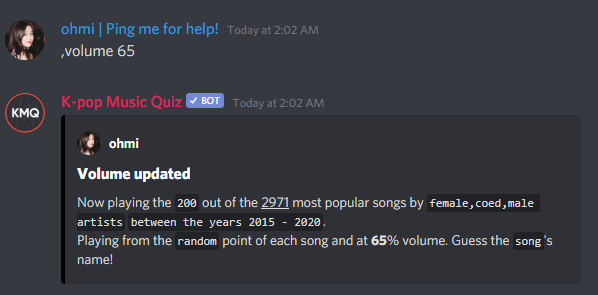 ohmi | Ping me for help! Today at 2:02 AM
,volume 65
KMQ
K-pop Music Quiz ✓ BOT Today at 2:02 AM
ohmi
Volume updated
Now playing the 200 out of the 2971 most popular songs by female,coed,male
artists between the years 2015 - 2020.
Playing from the random point of each song and at 65% volume. Guess the song's
name!